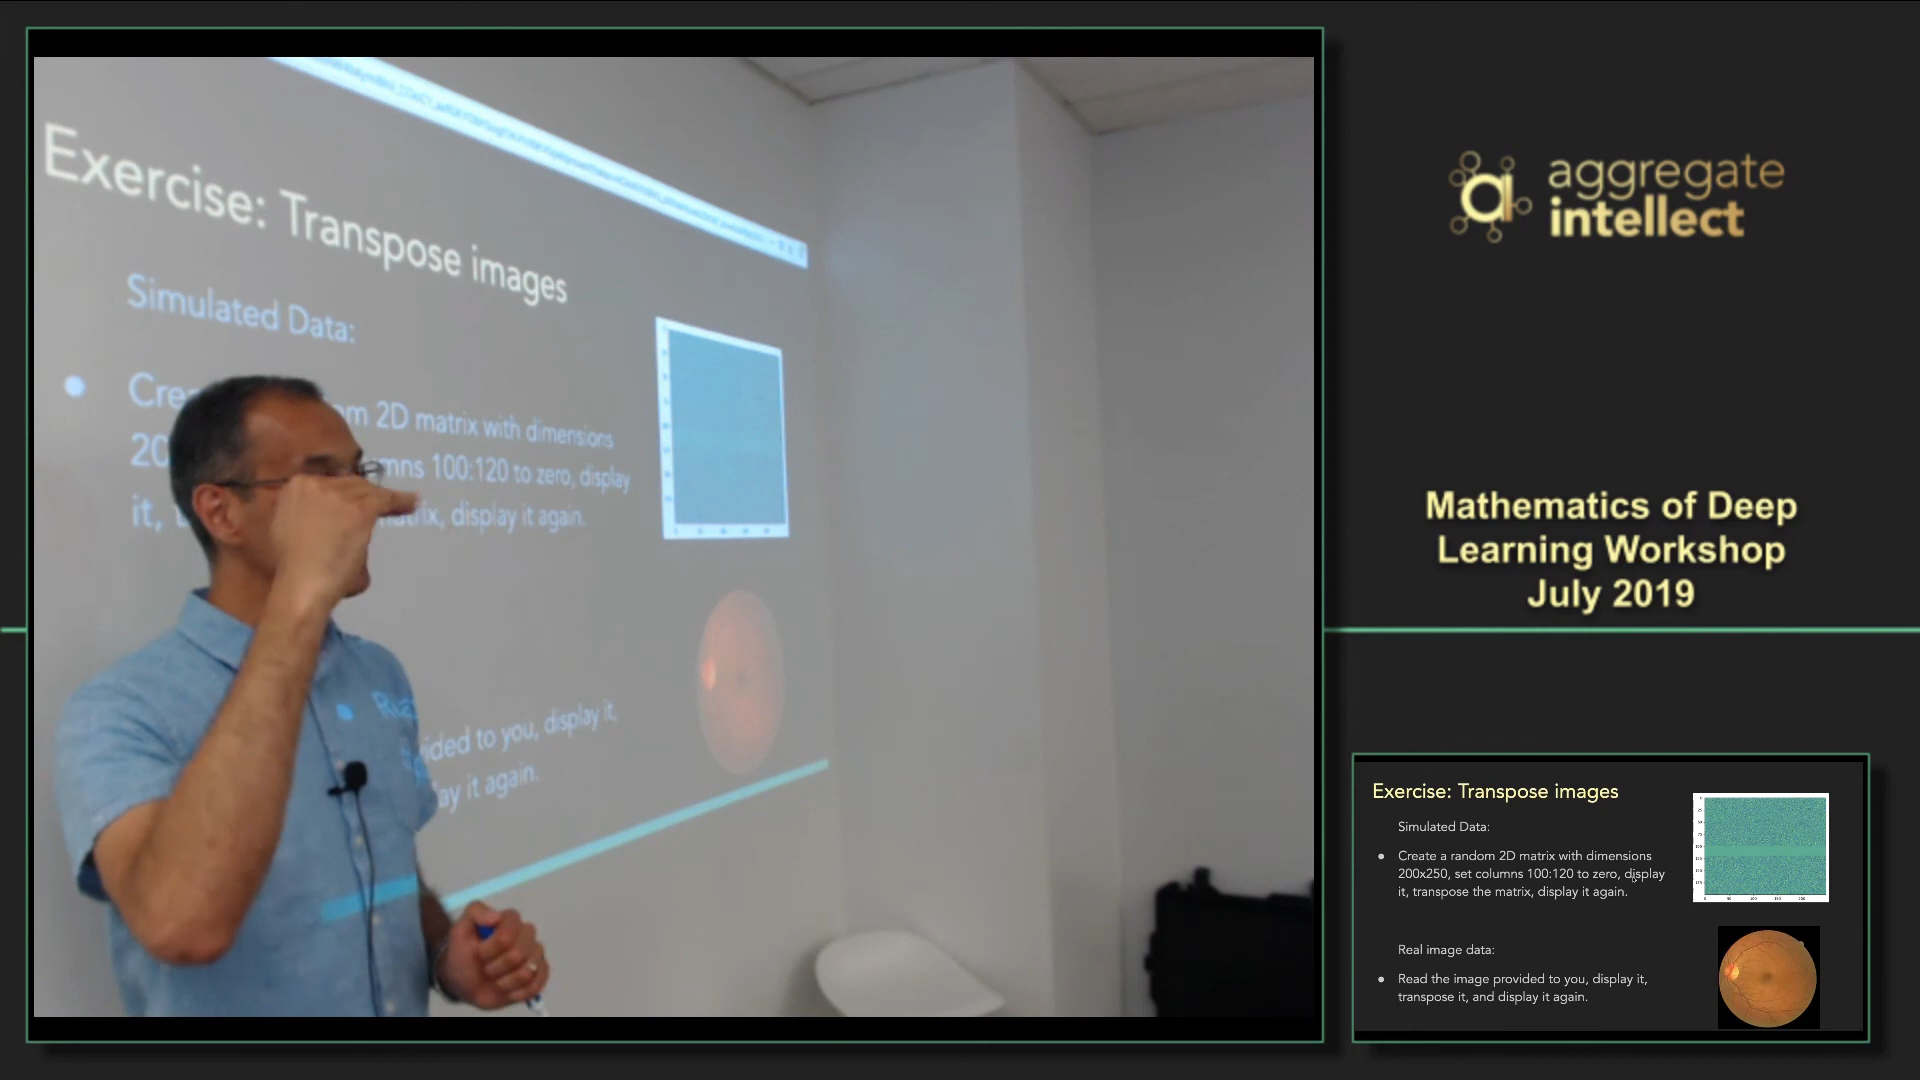 Exercise: Transpose images
Simulated Data:
2D matrix with dimensions
100:120 to zero, display
it, display it again.
ided to you, display it,
ay it again.
aggregate
intellect
Mathematics of Deep
Learning Workshop
July 2019
Exercise: Transpose images
Simulated Data:
Create a random 2D matrix with dimensions
200x250, set columns 100:120 to zero, display
it, transpose the matrix, display it again.
Real image data:
Read the image provided to you, display it,
transpose it, and display it again.